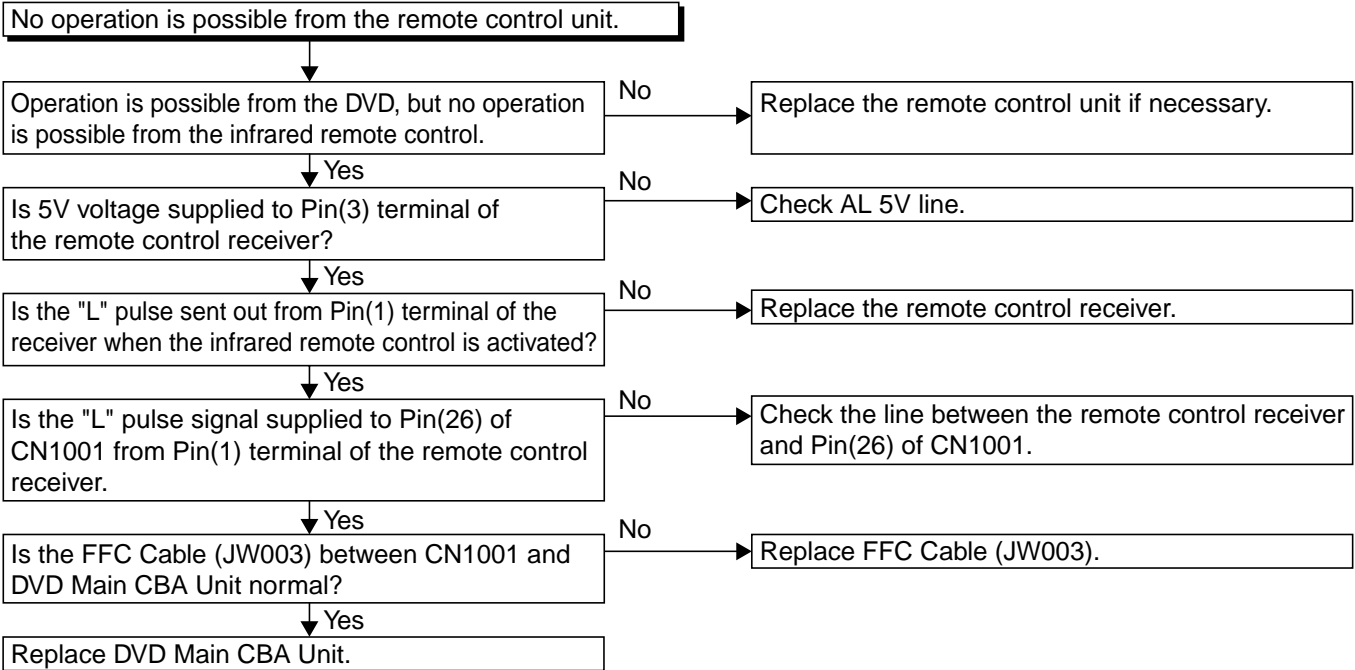 No operation is possible from the remote control unit.
Operation is possible from the DVD, but no operation
is possible from the infrared remote control.
No
Replace the remote control unit if necessary.
Yes
Is 5V voltage supplied to Pin(3) terminal of
the remote control receiver?
No
Check AL 5V line.
Yes
Is the "L" pulse sent out from Pin(1) terminal of the
receiver when the infrared remote control is activated?
No
Replace the remote control receiver.
Yes
Is the "L" pulse signal supplied to Pin(26) of
CN1001 from Pin(1) terminal of the remote control
receiver.
No
Check the line between the remote control receiver
and Pin(26) of CN1001.
Yes
Is the FFC Cable (JW003) between CN1001 and
DVD Main CBA Unit normal?
No
Replace FFC Cable (JW003).
Yes
Replace DVD Main CBA Unit.